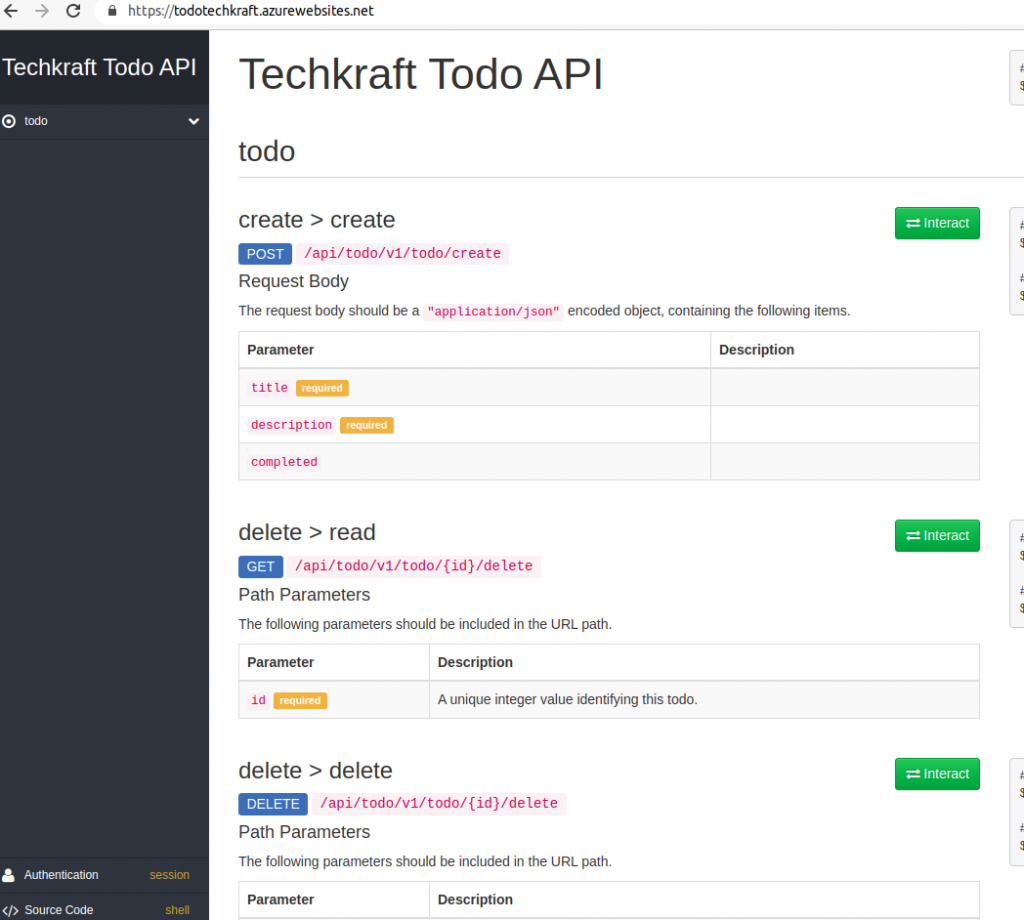 https://todotechkraft.azurewebsites.net
Techkraft Todo API
todo
Authentication session
Source Code shell
Techkraft Todo API
#
$
todo
create > create
Interact
POST /api/todo/v1/todo/create
Request Body
The request body should be a "application/json" encoded object, containing the following items.
Parameter Description
title required
description required
completed
#
$
#
$
delete > read
Interact
GET /api/todo/v1/todo/{id}/delete
Path Parameters
The following parameters should be included in the URL path.
Parameter Description
id required A unique integer value identifying this todo.
#
$
#
$
delete > delete
Interact
DELETE /api/todo/v1/todo/{id}/delete
Path Parameters
The following parameters should be included in the URL path.
Parameter Description
#
$
#
$